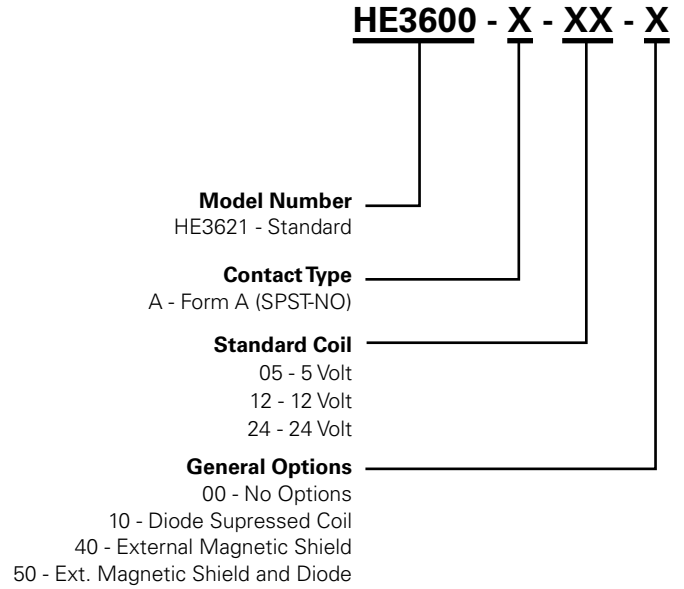 HE3600 - X - XX - X
Model Number
HE3621 - Standard
Contact Type
A - Form A (SPST-NO)
Standard Coil
05 - 5 Volt
12 - 12 Volt
24 - 24 Volt
General Options
00 - No Options
10 - Diode Supressed Coil
40 - External Magnetic Shield
50 - Ext. Magnetic Shield and Diode